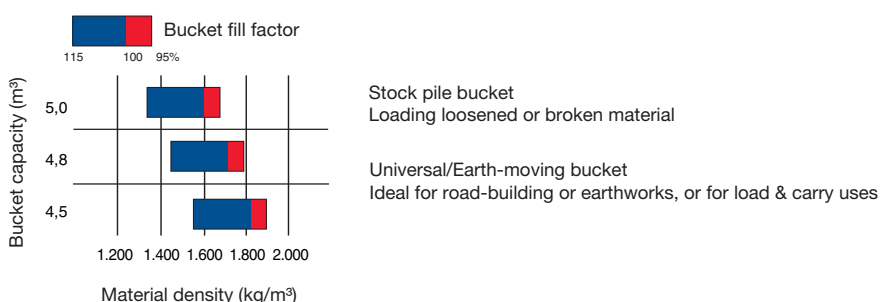 Bucket fill factor
115 100 95%
Bucket capacity (m³)
5,0
Stock pile bucket
Loading loosened or broken material
4,8
Universal/Earth-moving bucket
Ideal for road-building or earthworks, or for load & carry uses
4,5
1.200 1.400 1.600 1.800 2.000
Material density (kg/m³)